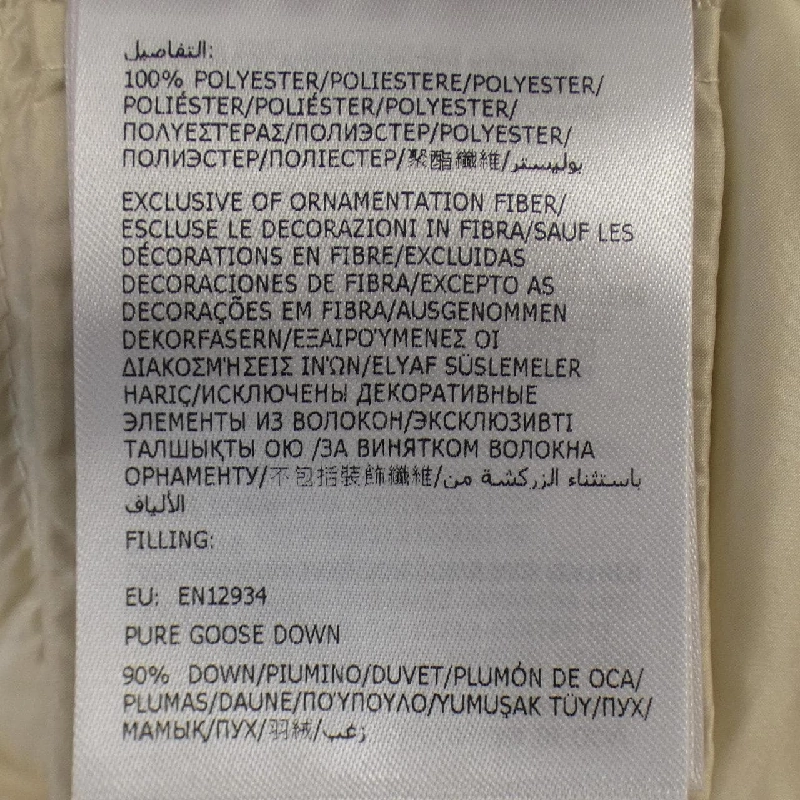 التفاصيل:
100% POLYESTER/POLIESTERE/POLYESTER/
POLIÉSTER/POLIÉSTER/POLYESTER/
ΠΟΛΥΕΣΤΕΡΑΣ/ПОЛИЭСТЕР/POLYESTER/
ПОЛИЭСТЕР/ПОЛІЕСТЕР/聚酯纖維/بوليستر
EXCLUSIVE OF ORNAMENTATION FIBER/
ESCLUSE LE DECORAZIONI IN FIBRA/SAUF LES
DÉCORATIONS EN FIBRE/EXCLUIDAS
DECORACIONES DE FIBRA/EXCEPTO AS
DECORAÇÕES EM FIBRA/AUSGENOMMEN
DEKORFASERN/ΕΞΑΙΡΟΎΜΕΝΕΣ ΟΙ
ΔΙΑΚΟΣΜΉΣΕΙΣ ΙΝΏΝ/ELYAF SÜSLEMELER
HARIÇ/ИСКЛЮЧЕНЫ ДЕКОРАТИВНЫЕ
ЭЛЕМЕНТЫ ИЗ ВОЛОКОН/ЭКСКЛЮЗИВТІ
ТАЛШЫҚТЫ ОЮ /ЗА ВИНЯТКОМ ВОЛОКНА
ОРНАМЕНТУ/不包括裝飾纖維/باستثناء الزركشة من
الألياف
FILLING:
EU: EN12934
PURE GOOSE DOWN
90% DOWN/PIUMINO/DUVET/PLUMÓN DE OCA/
PLUMAS/DAUNE/ΠΟΎΠΟΥΛΟ/YUMUŞAK TÜY/ПУХ/
МАМЫҚ/ПУХ/羽絨/زغب